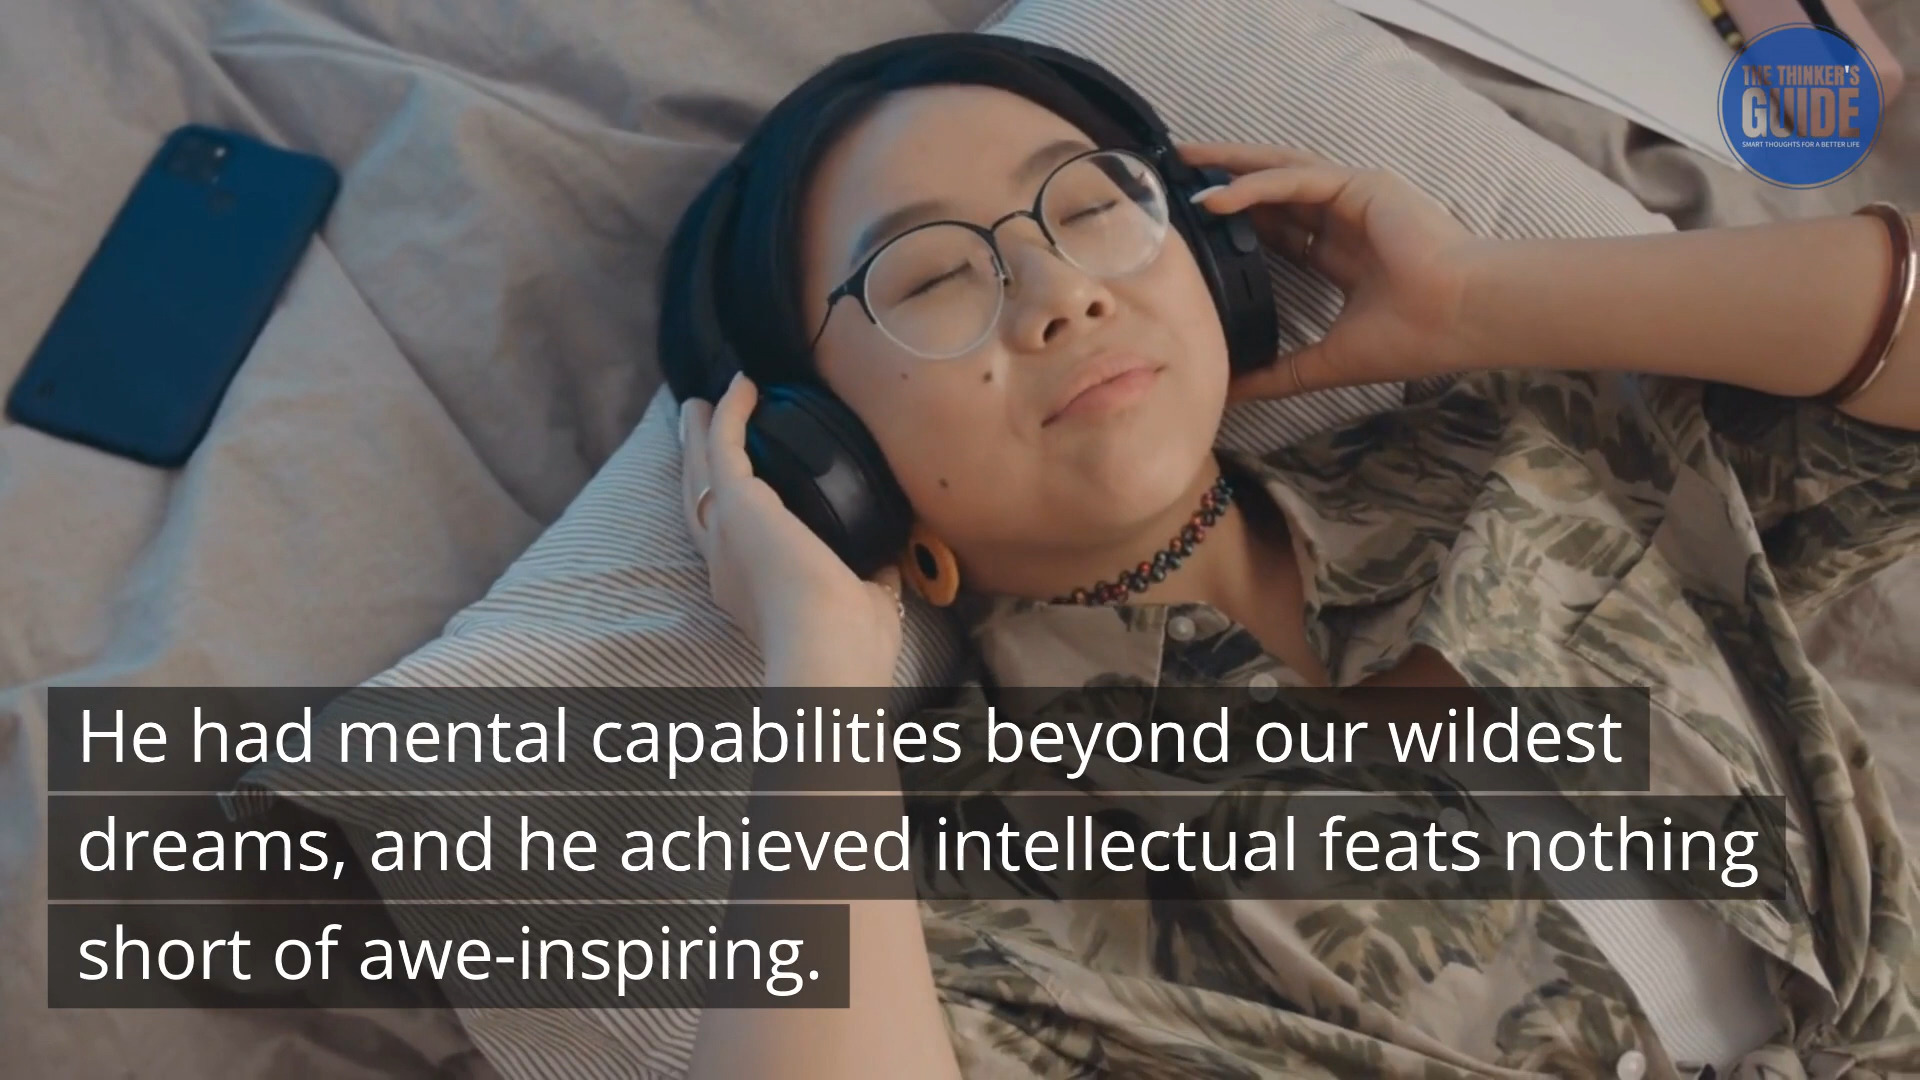 THE THINKER'S
GUIDE
SMART THOUGHTS FOR A BETTER LIFE
He had mental capabilities beyond our wildest
dreams, and he achieved intellectual feats nothing
short of awe-inspiring.